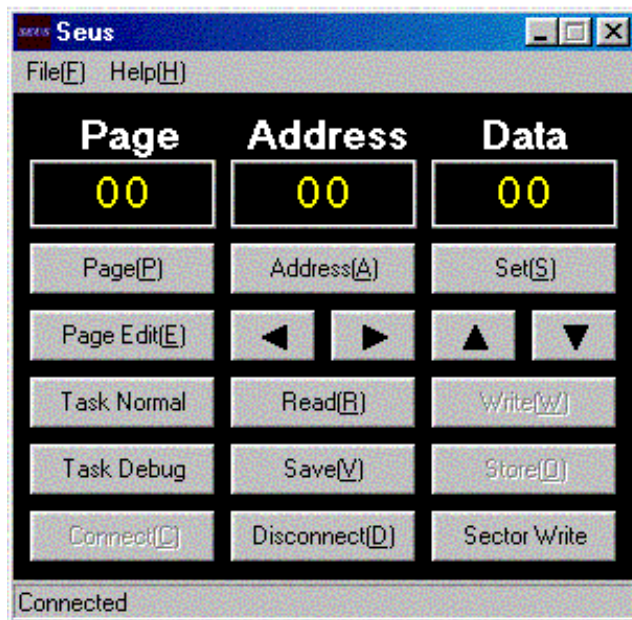 SEUS Seus
File(F) Help(H)
Page Address Data
00 00 00
Page(P) Address(A) Set(S)
Page Edit(E)
Task Normal Read(R) Write(W)
Task Debug Save(V) Store(O)
Connect(C) Disconnect(D) Sector Write
Connected